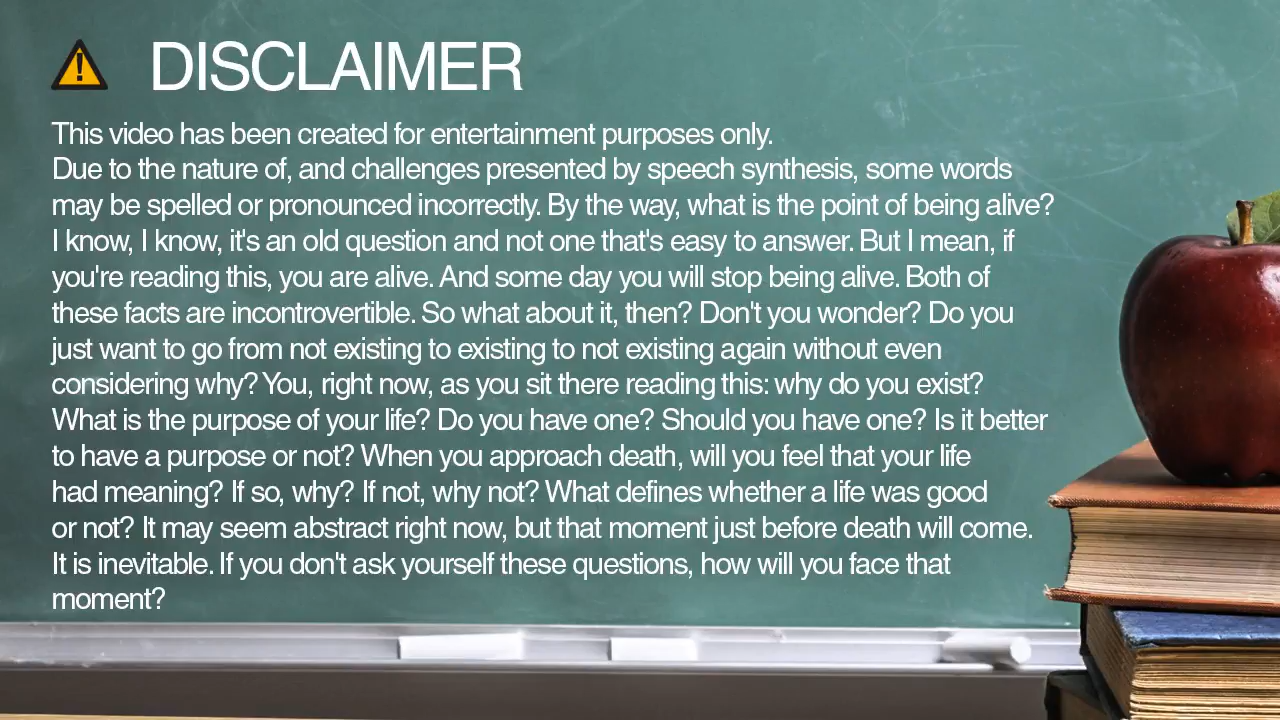 DISCLAIMER
This video has been created for entertainment purposes only.
Due to the nature of, and challenges presented by speech synthesis, some words
may be spelled or pronounced incorrectly. By the way, what is the point of being alive?
I know, I know, it's an old question and not one that's easy to answer. But I mean, if
you're reading this, you are alive. And some day you will stop being alive. Both of
these facts are incontrovertible. So what about it, then? Don't you wonder? Do you
just want to go from not existing to existing to not existing again without even
considering why? You, right now, as you sit there reading this: why do you exist?
What is the purpose of your life? Do you have one? Should you have one? Is it better
to have a purpose or not? When you approach death, will you feel that your life
had meaning? If so, why? If not, why not? What defines whether a life was good
or not? It may seem abstract right now, but that moment just before death will come.
It is inevitable. If you don't ask yourself these questions, how will you face that
moment?